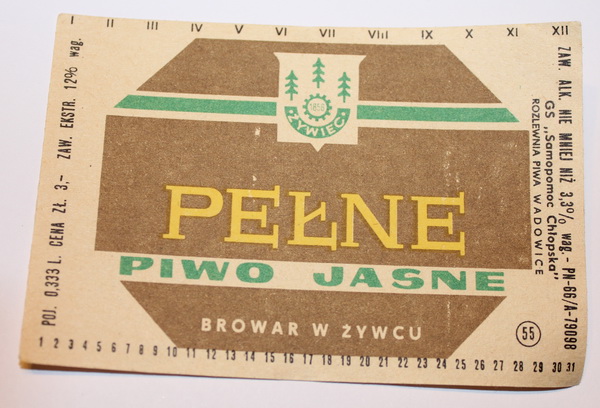 I II III IV V VI VII VIII IX X XI XII
1856
ŻYWIEC
PEŁNE
PIWO JASNE
BROWAR W ŻYWCU
55
1 2 3 4 5 6 7 8 9 10 11 12 13 14 15 16 17 18 19 20 21 22 23 24 25 26 27 28 29 30 31
POJ. 0,333 L. CENA ZŁ. 3,- ZAW. EKSTR. 12% wag.
ZAW. ALK. NIE MNIEJ NIŻ 3,3% wag. - PN-66/A-79098
GS „Samopomoc Chłopska"
ROZLEWNIA PIWA WADOWICE